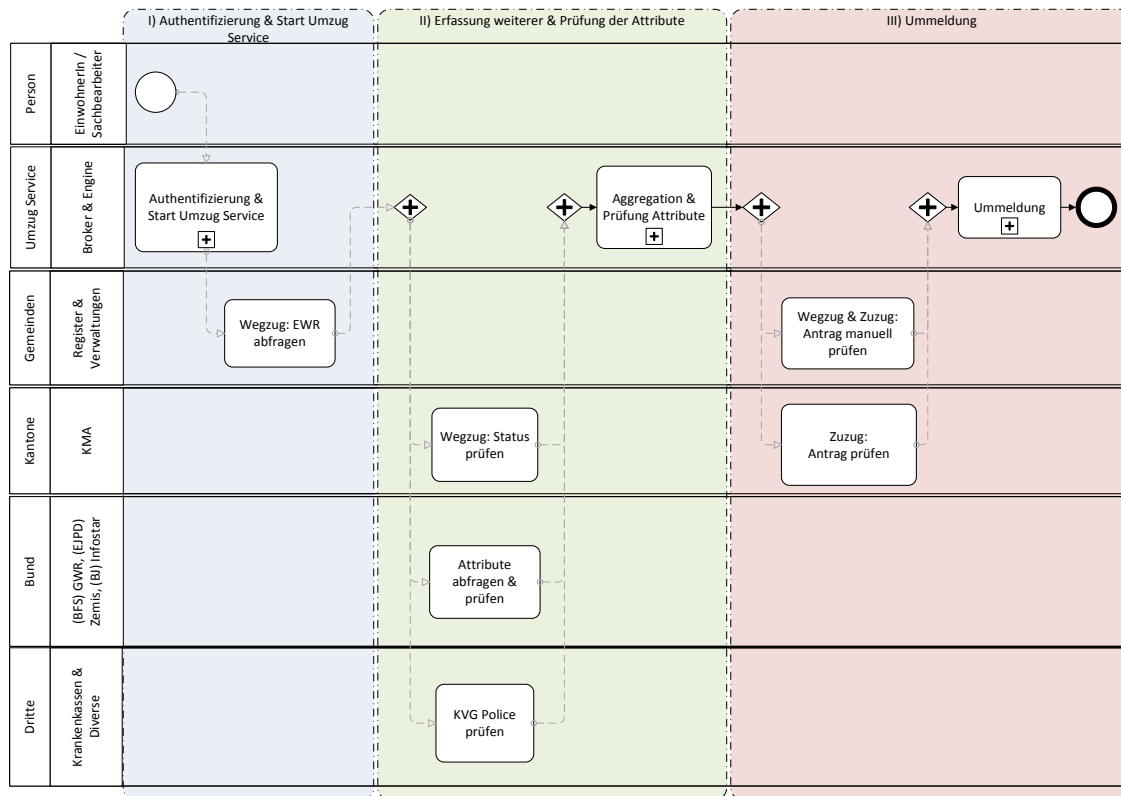 I) Authentifizierung & Start Umzug
Service
II) Erfassung weiterer & Prüfung der Attribute
III) Ummeldung
Person
EinwohnerIn /
Sachbearbeiter
Umzug Service
Broker & Engine
Authentifizierung &
Start Umzug Service
Aggregation &
Prüfung Attribute
Ummeldung
Gemeinden
Register &
Verwaltungen
Wegzug: EWR
abfragen
Wegzug & Zuzug:
Antrag manuell
prüfen
Kantone
KMA
Wegzug: Status
prüfen
Zuzug:
Antrag prüfen
Bund
(BFS) GWR, (EJPD)
Zemis, (BJ) Infostar
Attribute
abfragen &
prüfen
Dritte
Krankenkassen &
Diverse
KVG Police
prüfen